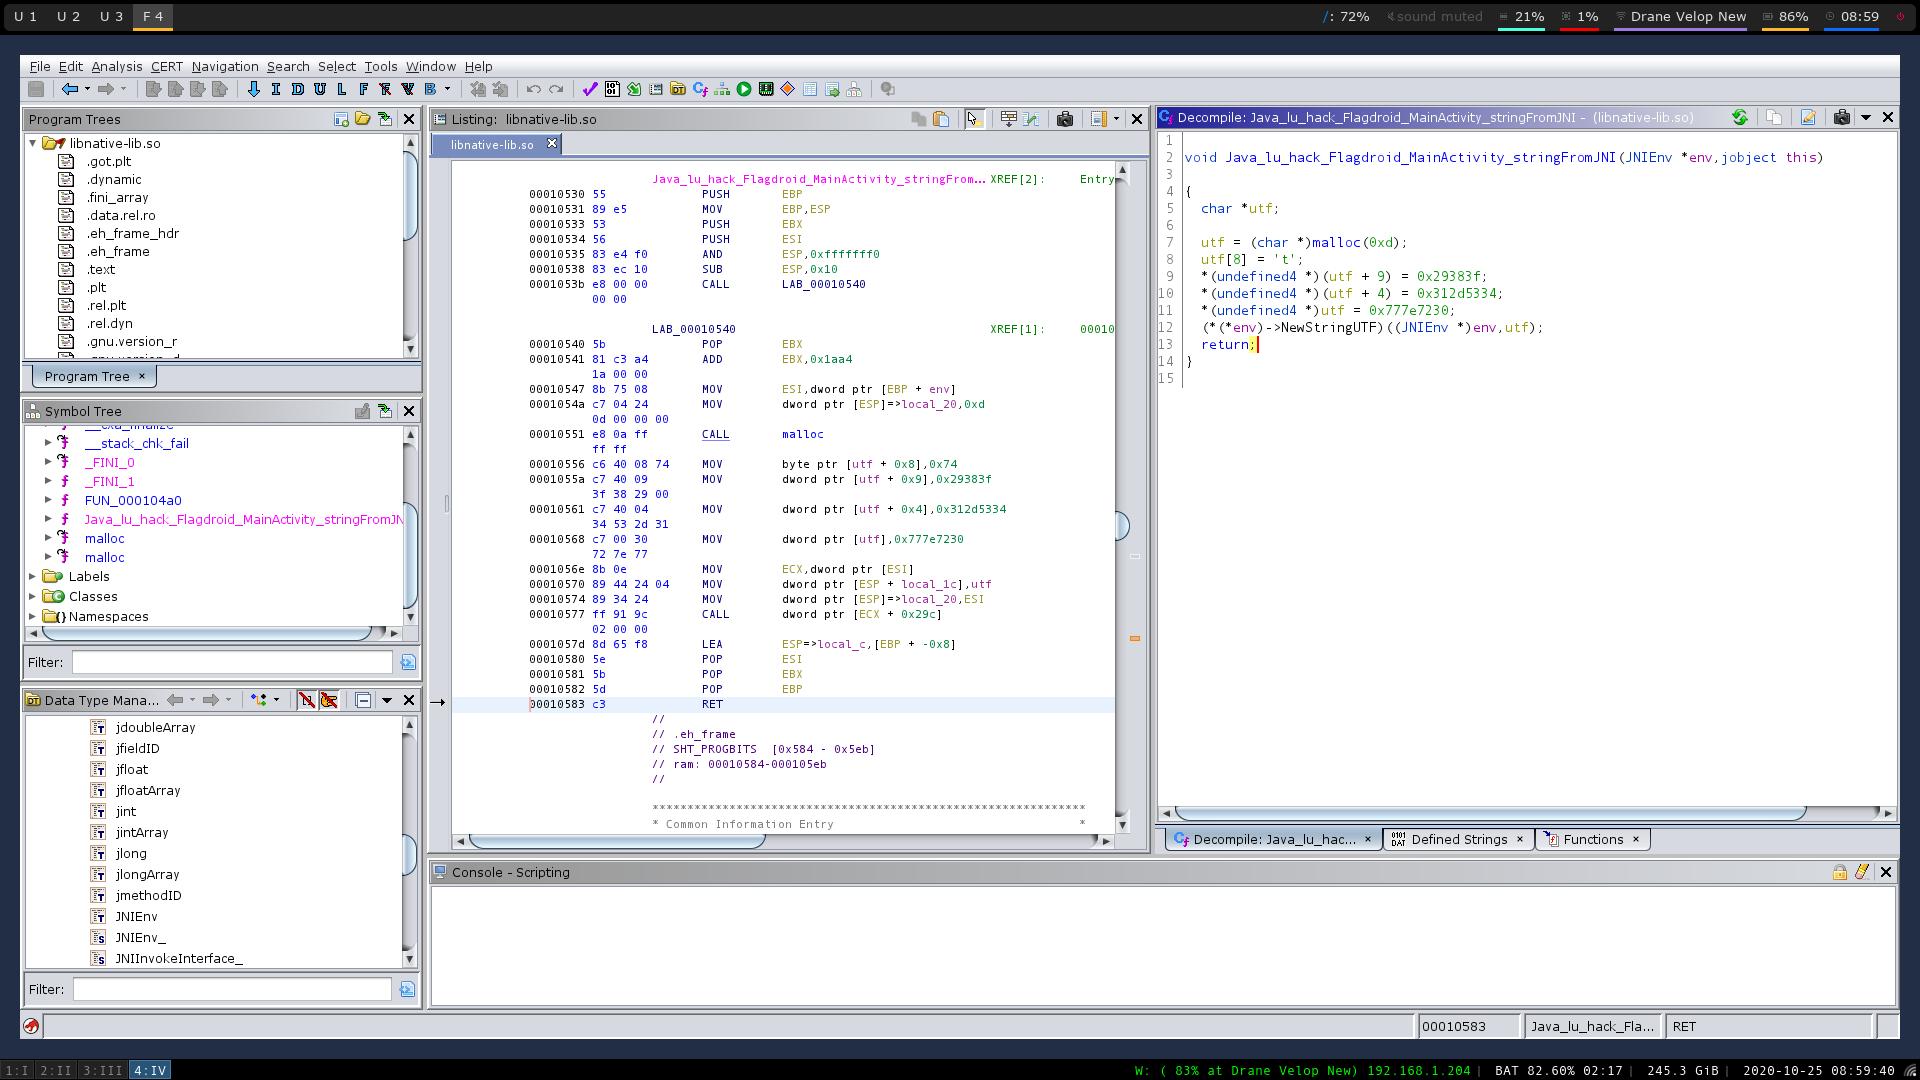 U 1 U 2 U 3 F 4 /: 72% sound muted 21% 1% Drane Velop New 86% 08:59
File Edit Analysis CERT Navigation Search Select Tools Window Help
I D U L F B
Program Trees
libnative-lib.so
.got.plt
.dynamic
.fini_array
.data.rel.ro
.eh_frame_hdr
.eh_frame
.text
.plt
.rel.plt
.rel.dyn
.gnu.version_r
Program Tree ×
Symbol Tree
__cxa_finalize
__stack_chk_fail
_FINI_0
_FINI_1
FUN_000104a0
Java_lu_hack_Flagdroid_MainActivity_stringFromJN
malloc
malloc
Labels
Classes
Namespaces
Filter:
Data Type Mana...
jdoubleArray
jfieldID
jfloat
jfloatArray
jint
jintArray
jlong
jlongArray
jmethodID
JNIEnv
JNIEnv_
JNIInvokeInterface_
Filter:
Listing: libnative-lib.so
libnative-lib.so
Java_lu_hack_Flagdroid_MainActivity_stringFrom... XREF[2]: Entry
00010530 55 PUSH EBP
00010531 89 e5 MOV EBP,ESP
00010533 53 PUSH EBX
00010534 56 PUSH ESI
00010535 83 e4 f0 AND ESP,0xfffffff0
00010538 83 ec 10 SUB ESP,0x10
0001053b e8 00 00 CALL LAB_00010540
00 00
LAB_00010540 XREF[1]: 00010
00010540 5b POP EBX
00010541 81 c3 a4 ADD EBX,0x1aa4
1a 00 00
00010547 8b 75 08 MOV ESI,dword ptr [EBP + env]
0001054a c7 04 24 MOV dword ptr [ESP]=>local_20,0xd
0d 00 00 00
00010551 e8 0a ff CALL malloc
ff ff
00010556 c6 40 08 74 MOV byte ptr [utf + 0x8],0x74
0001055a c7 40 09 MOV dword ptr [utf + 0x9],0x29383f
3f 38 29 00
00010561 c7 40 04 MOV dword ptr [utf + 0x4],0x312d5334
34 53 2d 31
00010568 c7 00 30 MOV dword ptr [utf],0x777e7230
72 7e 77
0001056e 8b 0e MOV ECX,dword ptr [ESI]
00010570 89 44 24 04 MOV dword ptr [ESP + local_1c],utf
00010574 89 34 24 MOV dword ptr [ESP]=>local_20,ESI
00010577 ff 91 9c CALL dword ptr [ECX + 0x29c]
02 00 00
0001057d 8d 65 f8 LEA ESP=>local_c,[EBP + -0x8]
00010580 5e POP ESI
00010581 5b POP EBX
00010582 5d POP EBP
00010583 c3 RET
//
// .eh_frame
// SHT_PROGBITS [0x584 - 0x5eb]
// ram: 00010584-000105eb
//
**************************************************************
* Common Information Entry *
Decompile: Java_lu_hack_Flagdroid_MainActivity_stringFromJNI - (libnative-lib.so)
1
2 void Java_lu_hack_Flagdroid_MainActivity_stringFromJNI(JNIEnv *env,jobject this)
3
4 {
5 char *utf;
6
7 utf = (char *)malloc(0xd);
8 utf[8] = 't';
9 *(undefined4 *)(utf + 9) = 0x29383f;
10 *(undefined4 *)(utf + 4) = 0x312d5334;
11 *(undefined4 *)utf = 0x777e7230;
12 (*(*env)->NewStringUTF)((JNIEnv *)env,utf);
13 return;
14 }
15
Decompile: Java_lu_hac... × Defined Strings × Functions ×
Console - Scripting
00010583 Java_lu_hack_Fla... RET
1:I 2:II 3:III 4:IV W: ( 83% at Drane Velop New) 192.168.1.204| BAT 82.60% 02:17| 245.3 GiB| 2020-10-25 08:59:40